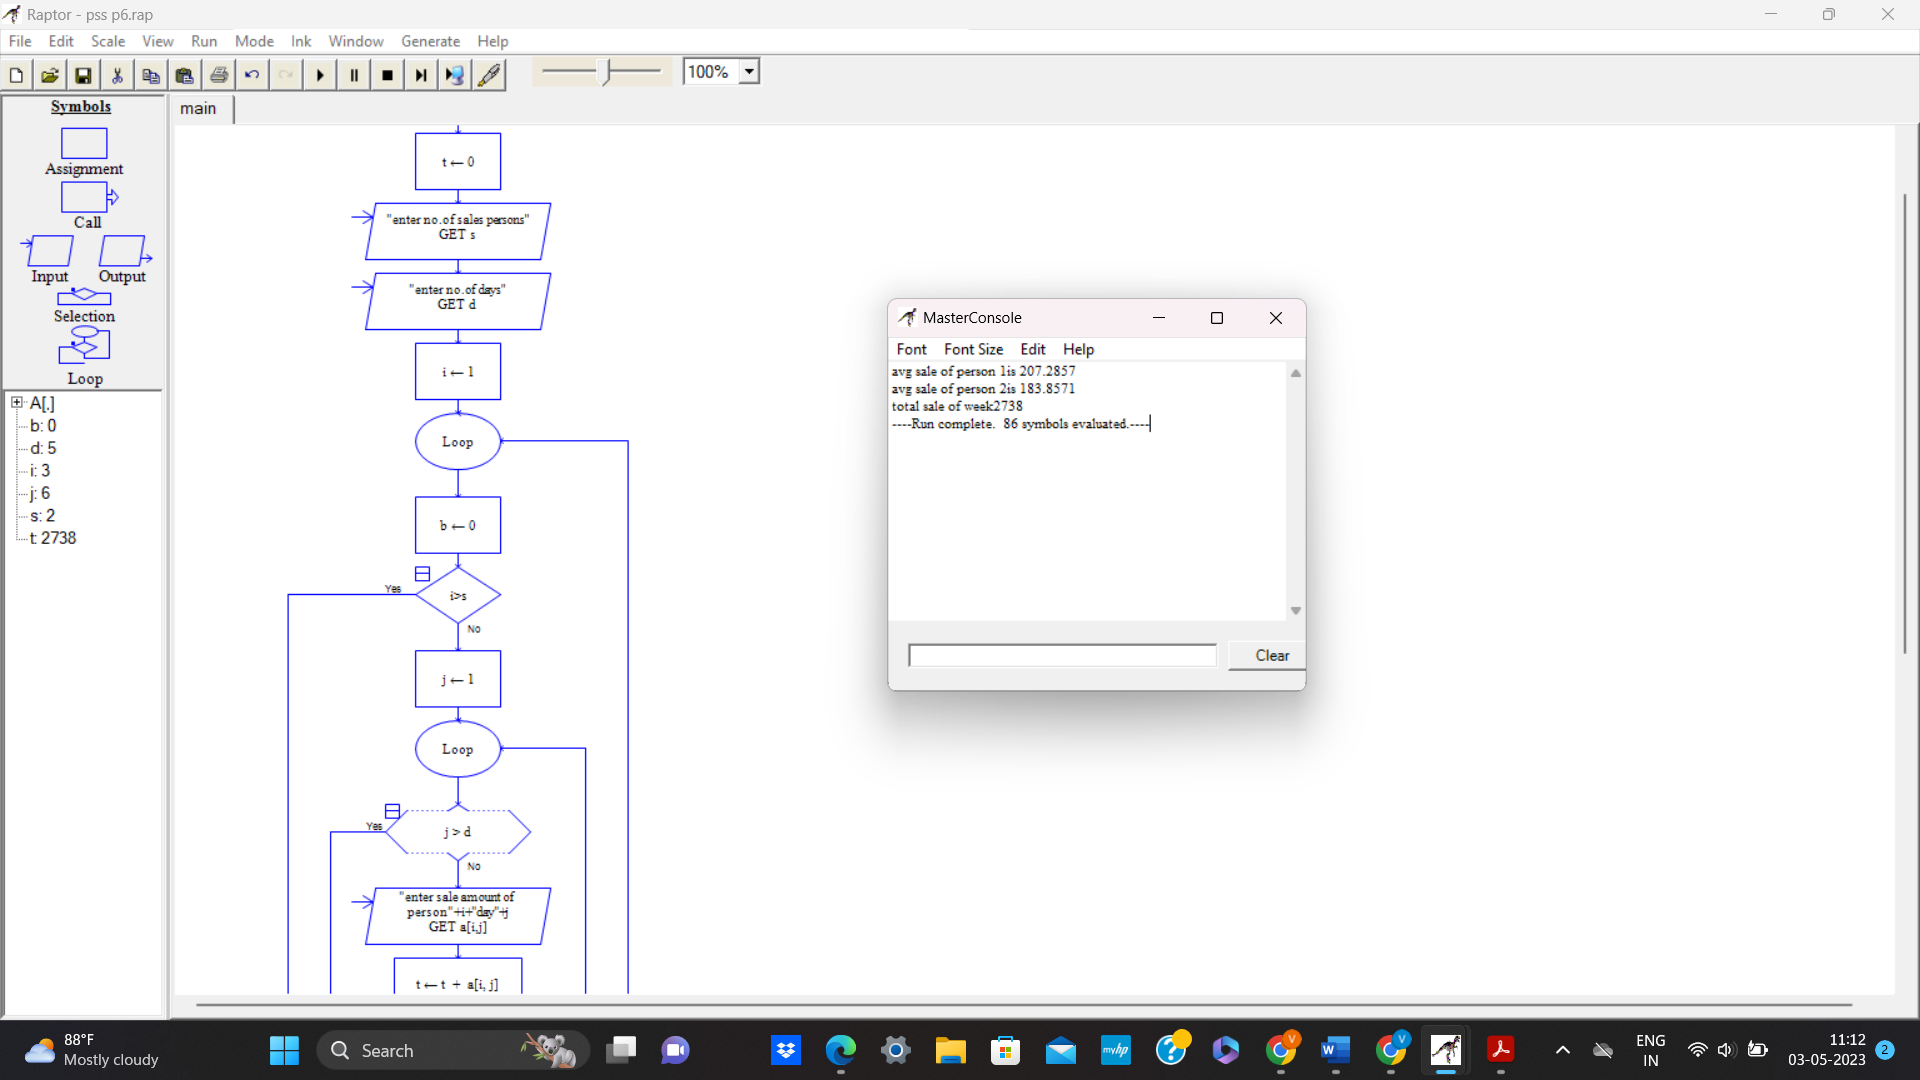 Raptor - pss p6.rap
File Edit Scale View Run Mode Ink Window Generate Help
100%
Symbols
Assignment
Call
Input Output
Selection
Loop
main
A[,]
b: 0
d: 5
i: 3
j: 6
s: 2
t: 2738
t ← 0
"enter no.of sales persons"
GET s
"enter no.of days"
GET d
i ← 1
Loop
b ← 0
Yes
i>s
No
j ← 1
Loop
Yes
j > d
No
"enter sale amount of
person"+i+"day"+j
GET a[i,j]
t ← t + a[i, j]
MasterConsole
Font Font Size Edit Help
avg sale of person 1is 207.2857
avg sale of person 2is 183.8571
total sale of week2738
----Run complete.  86 symbols evaluated.----
Clear
88°F
Mostly cloudy
Search
myhp
V
V
ENG
IN
11:12
03-05-2023
2